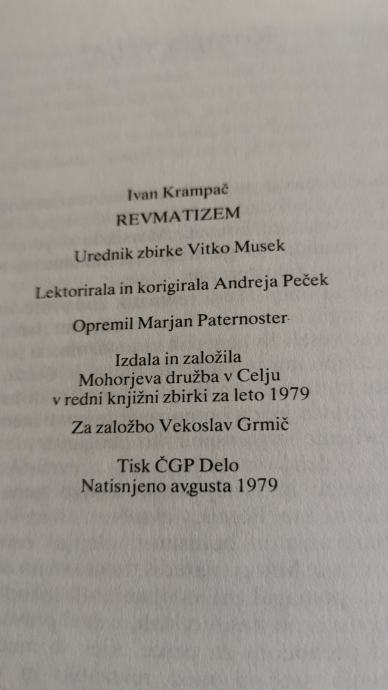 Ivan Krampač
REVMATIZEM
Urednik zbirke Vitko Musek
Lektorirala in korigirala Andreja Peček
Opremil Marjan Paternoster
Izdala in založila
Mohorjeva družba v Celju
v redni knjižni zbirki za leto 1979
Za založbo Vekoslav Grmič
Tisk ČGP Delo
Natisnjeno avgusta 1979